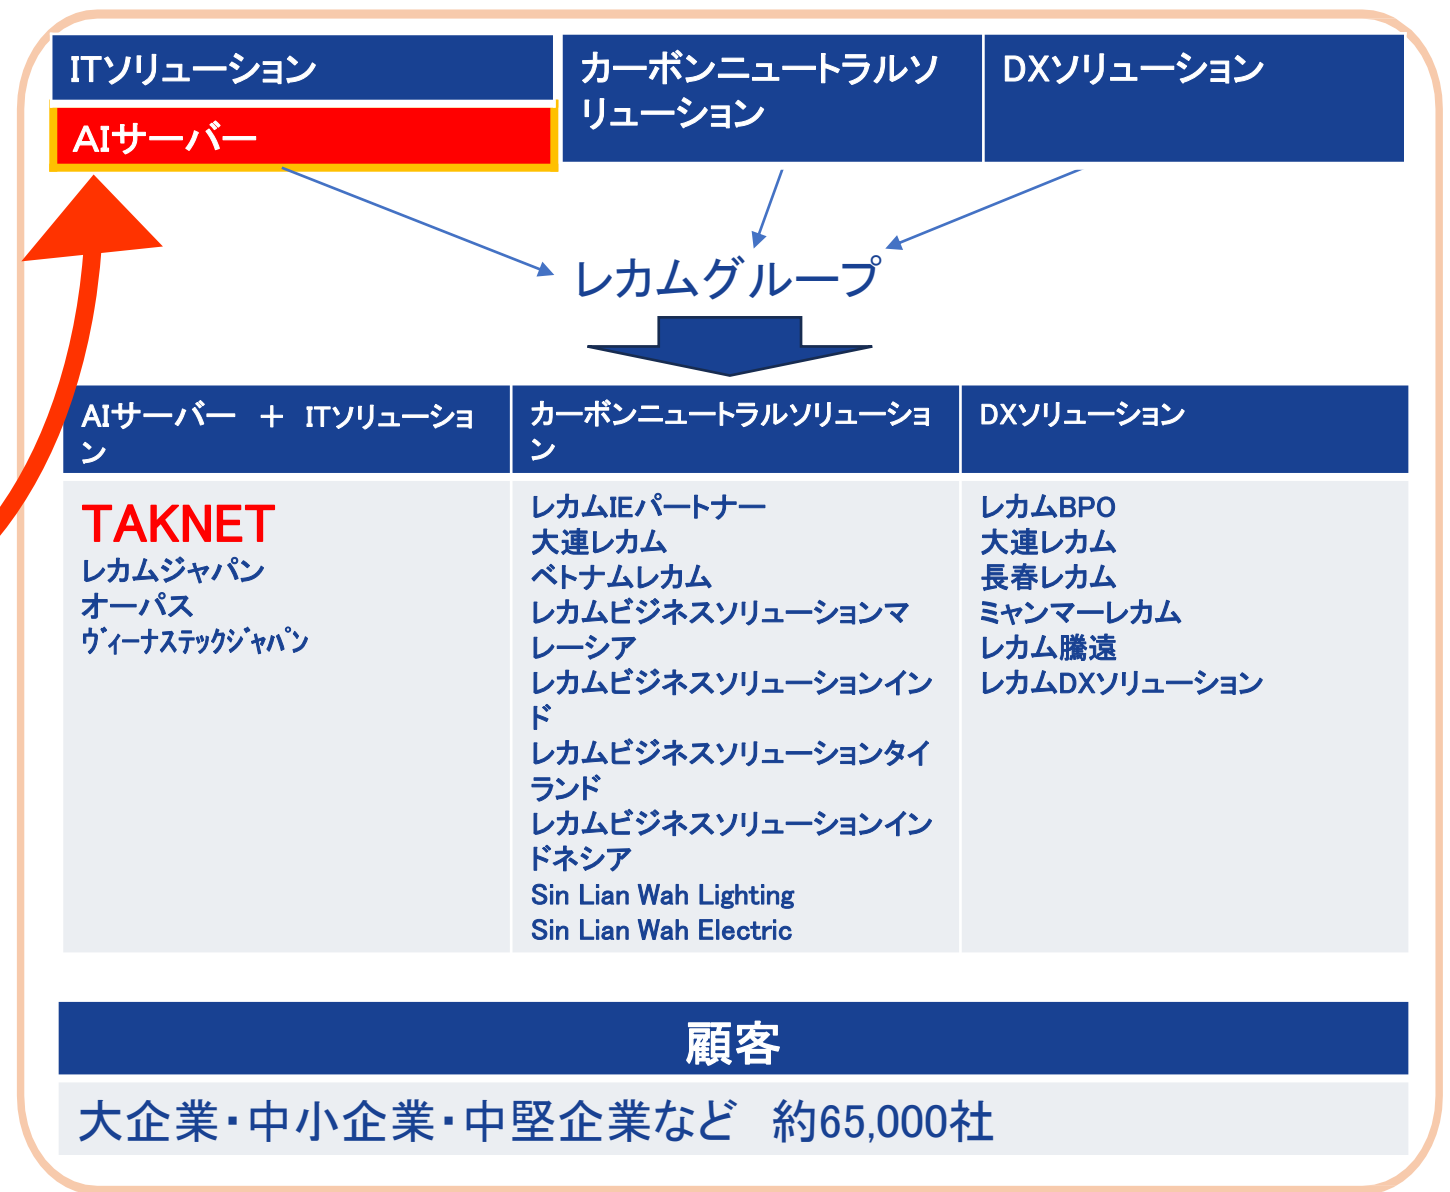 ITソリューション
AIサーバー
カーボンニュートラルソ
リューション
DXソリューション
レカムグループ
AIサーバー　＋　ITソリューショ
ン
カーボンニュートラルソリューショ
ン
DXソリューション
TAKNET
レカムジャパン
オーパス
ヴィーナステックジャパン
レカムIEパートナー
大連レカム
ベトナムレカム
レカムビジネスソリューションマ
レーシア
レカムビジネスソリューションイン
ド
レカムビジネスソリューションタイ
ランド
レカムビジネスソリューションイン
ドネシア
Sin Lian Wah Lighting
Sin Lian Wah Electric
レカムBPO
大連レカム
長春レカム
ミャンマーレカム
レカム騰遠
レカムDXソリューション
顧客
大企業・中小企業・中堅企業など　約65,000社